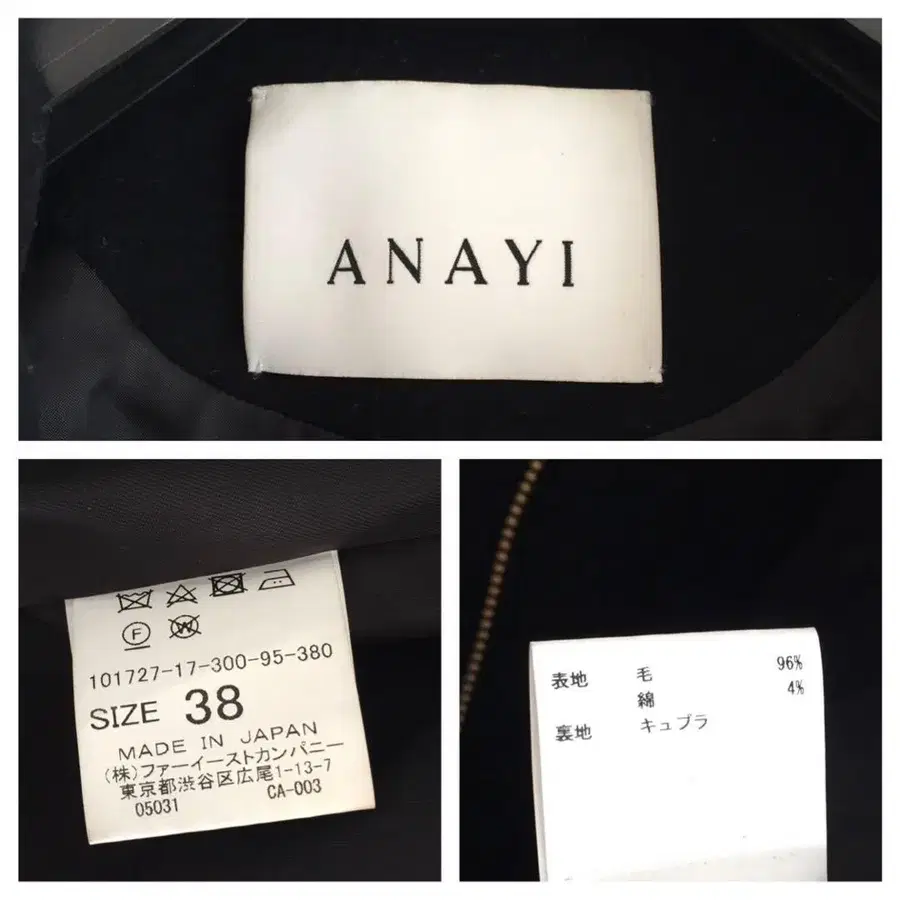 ANAYI
F W
101727-17-300-95-380
SIZE 38
MADE IN JAPAN
(株)ファーイーストカンパニー
東京都渋谷区広尾1-13-7
05031 CA-003
表地 毛 96%
綿 4%
裏地 キュプラ